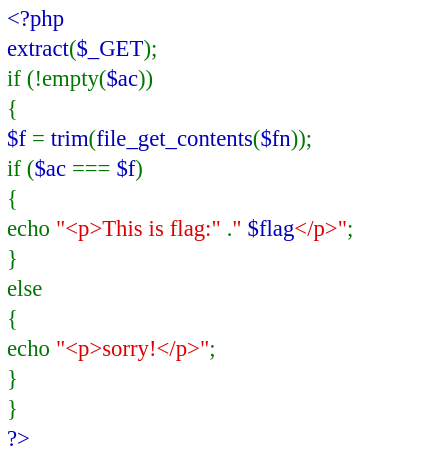 <?php
extract($_GET);
if (!empty($ac))
{
$f = trim(file_get_contents($fn));
if ($ac === $f)
{
echo "<p>This is flag:" ." $flag</p>";
}
else
{
echo "<p>sorry!</p>";
}
}
?>